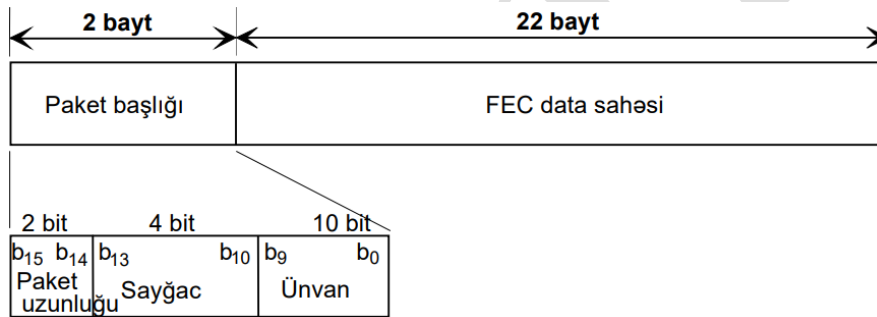 2 bayt 22 bayt
Paket başlığı FEC data sahəsi
2 bit 4 bit 10 bit
b15 b14 b13 b10 b9 b0
Paket uzunluğu Sayğac Ünvan